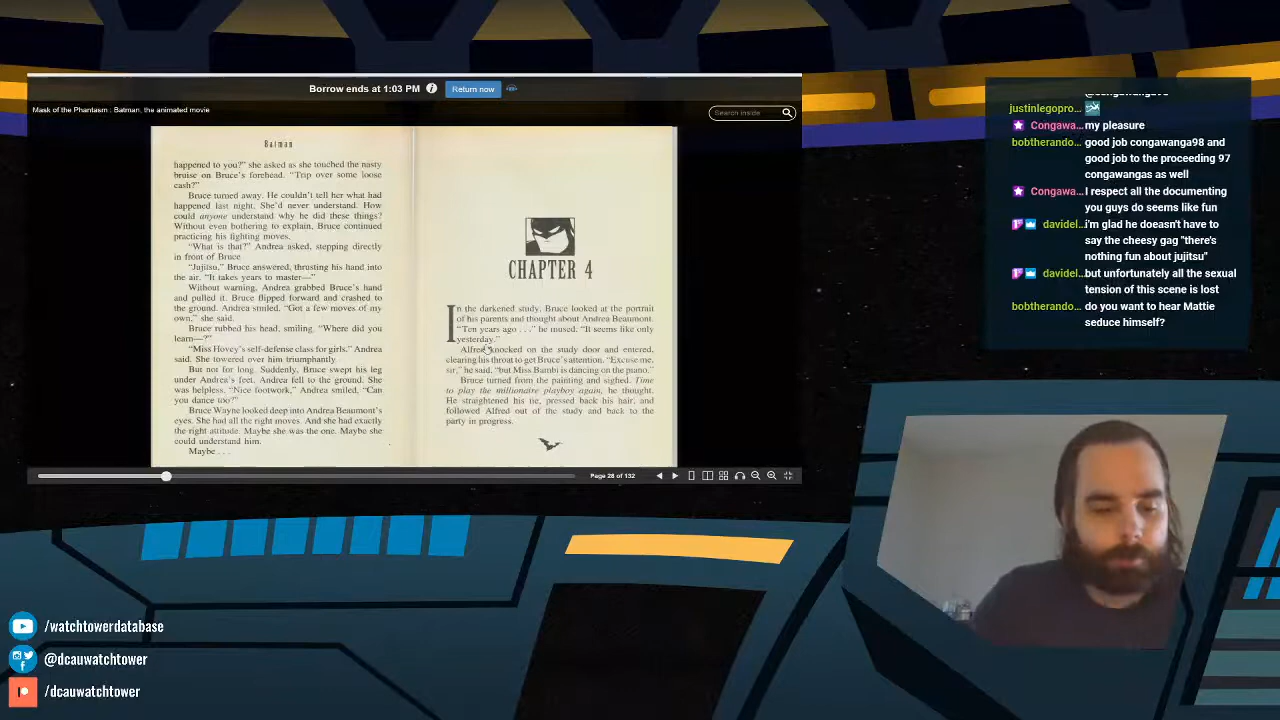 Borrow ends at 1:03 PM
Return now
Mask of the Phantasm : Batman, the animated movie
Search inside
Batman
happened to you?" she asked as she touched the nasty
bruise on Bruce's forehead. "Trip over some loose
cash?"
Bruce turned away. He couldn't tell her what had
happened last night. She'd never understand. How
could anyone understand why he did these things?
Without even bothering to explain, Bruce continued
practicing his fighting moves.
"What is that?" Andrea asked, stepping directly
in front of Bruce
"Jujitsu," Bruce answered, thrusting his hand into
the air. "It takes years to master—"
Without warning, Andrea grabbed Bruce's hand
and pulled it. Bruce flipped forward and crashed to
the ground. Andrea smiled. "Got a few moves of my
own," she said.
Bruce rubbed his head, smiling. "Where did you
learn—?"
"Miss Hovey's self-defense class for girls," Andrea
said. She towered over him triumphantly.
But not for long. Suddenly, Bruce swept his leg
under Andrea's feet. Andrea fell to the ground. She
was helpless. "Nice footwork," Andrea smiled, "Can
you dance too?"
Bruce Wayne looked deep into Andrea Beaumont's
eyes. She had all the right moves. And she had exactly
the right attitude. Maybe she was the one. Maybe she
could understand him.
Maybe . . .
CHAPTER 4
In the darkened study, Bruce looked at the portrait
of his parents and thought about Andrea Beaumont.
"Ten years ago . . ." he mused. "It seems like only
yesterday."
Alfred knocked on the study door and entered,
clearing his throat to get Bruce's attention. "Excuse me,
sir," he said, "but Miss Bambi is dancing on the piano."
Bruce turned from the painting and sighed. Time
to play the millionaire playboy again, he thought.
He straightened his tie, pressed back his hair, and
followed Alfred out of the study and back to the
party in progress.
Page 28 of 132
justinlegopro...
Congawa... my pleasure
bobtherando... good job congawanga98 and
good job to the proceeding 97
congawangas as well
Congawa... I respect all the documenting
you guys do seems like fun
davidel... i'm glad he doeasn't have to
say the cheesy gag "there's
nothing fun about jujitsu"
davidel... but unfortunately all the sexual
tension of this scene is lost
bobtherando... do you want to hear Mattie
seduce himself?
/watchtowerdatabase
@dcauwatchtower
/dcauwatchtower